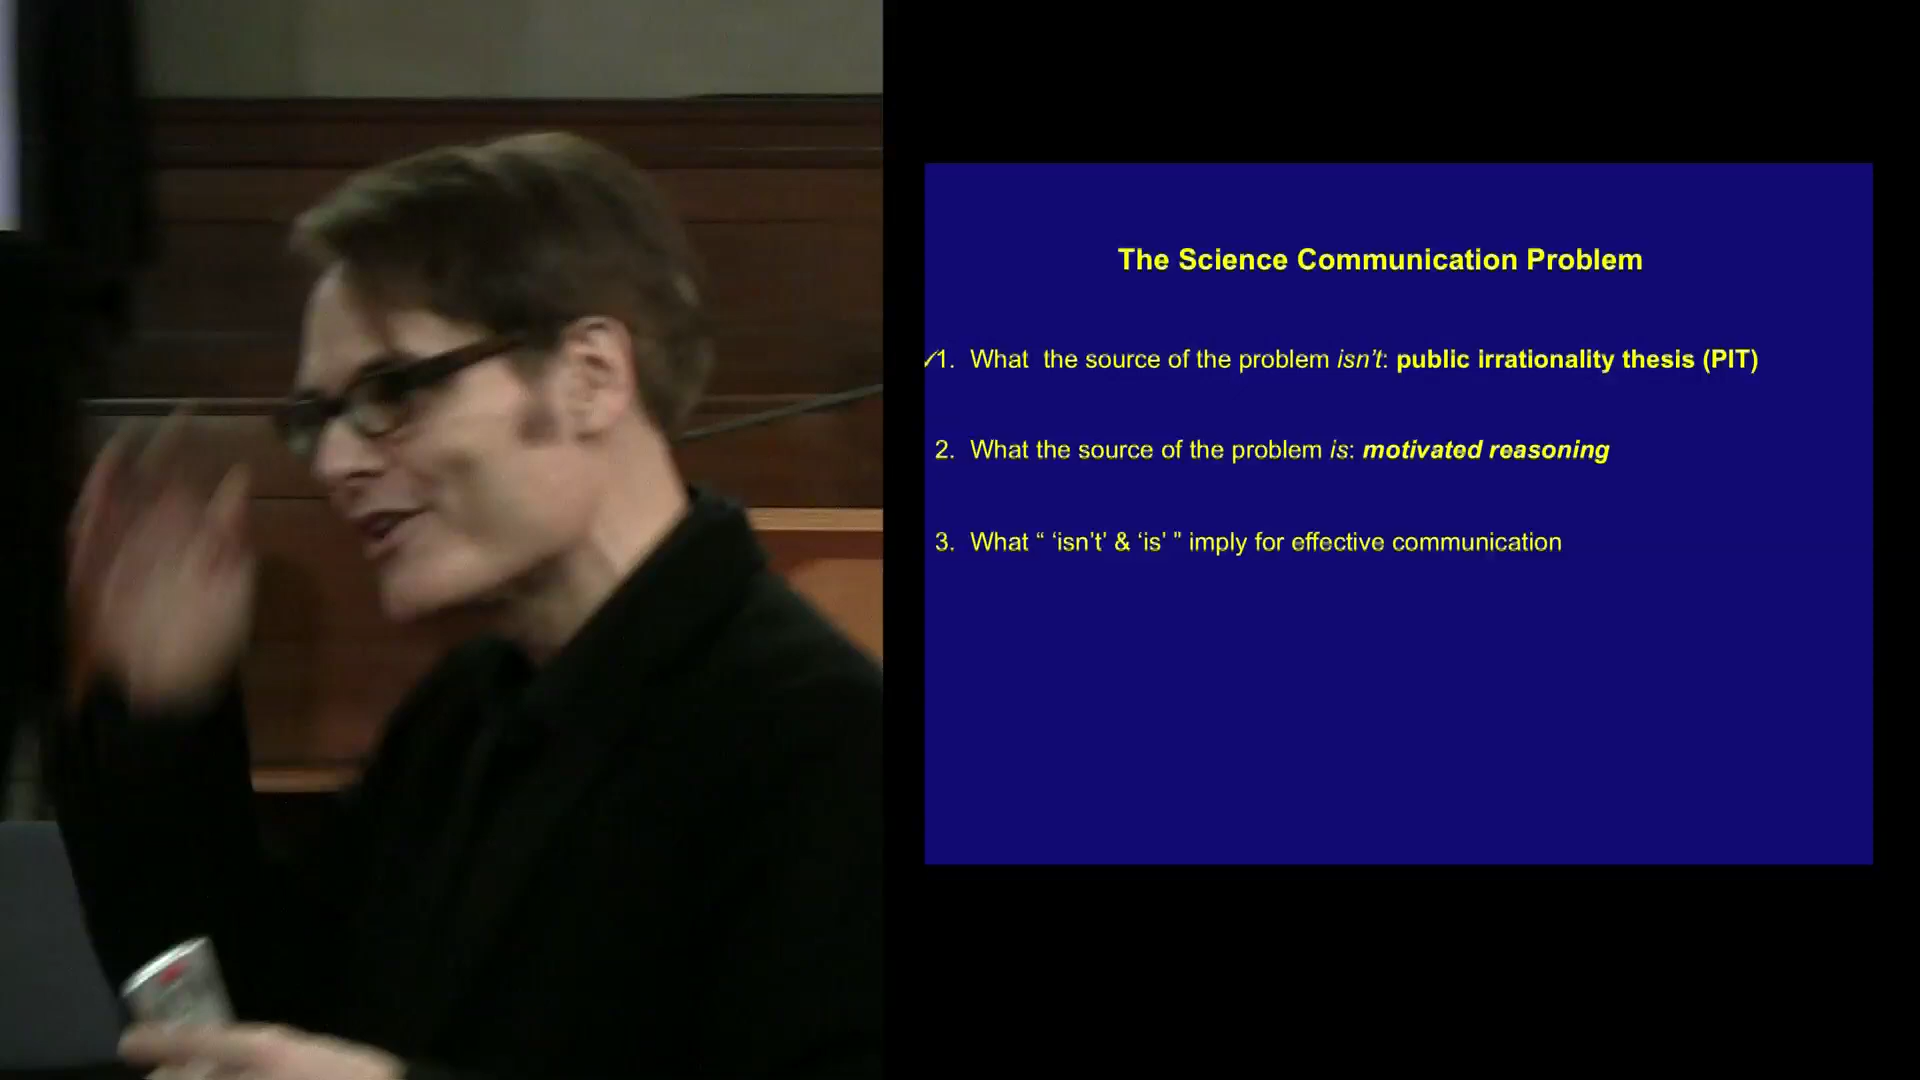 The Science Communication Problem
✓1. What the source of the problem isn't: public irrationality thesis (PIT)
2. What the source of the problem is: motivated reasoning
3. What “ ‘isn’t’ & ‘is’ ” imply for effective communication